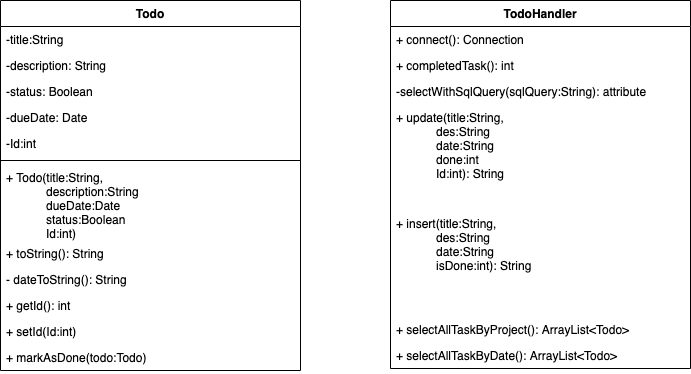 Todo
-title:String
-description: String
-status: Boolean
-dueDate: Date
-Id:int
+ Todo(title:String,
description:String
dueDate:Date
status:Boolean
Id:int)
+ toString(): String
- dateToString(): String
+ getId(): int
+ setId(Id:int)
+ markAsDone(todo:Todo)
TodoHandler
+ connect(): Connection
+ completedTask(): int
-selectWithSqlQuery(sqlQuery:String): attribute
+ update(title:String,
des:String
date:String
done:int
Id:int): String
+ insert(title:String,
des:String
date:String
isDone:int): String
+ selectAllTaskByProject(): ArrayList<Todo>
+ selectAllTaskByDate(): ArrayList<Todo>